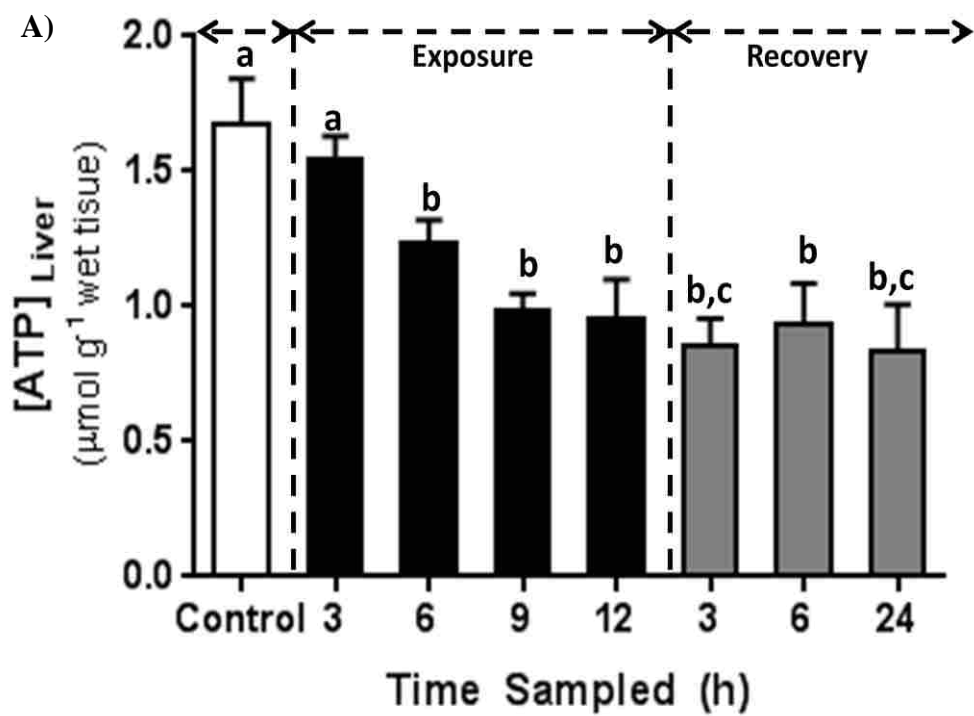 A)
2.0
1.5
1.0
0.5
0.0
[ATP] Liver
(μmol g⁻¹ wet tissue)
Exposure
Recovery
a
a
b
b
b
b,c
b
b,c
Control 3 6 9 12 3 6 24
Time Sampled (h)